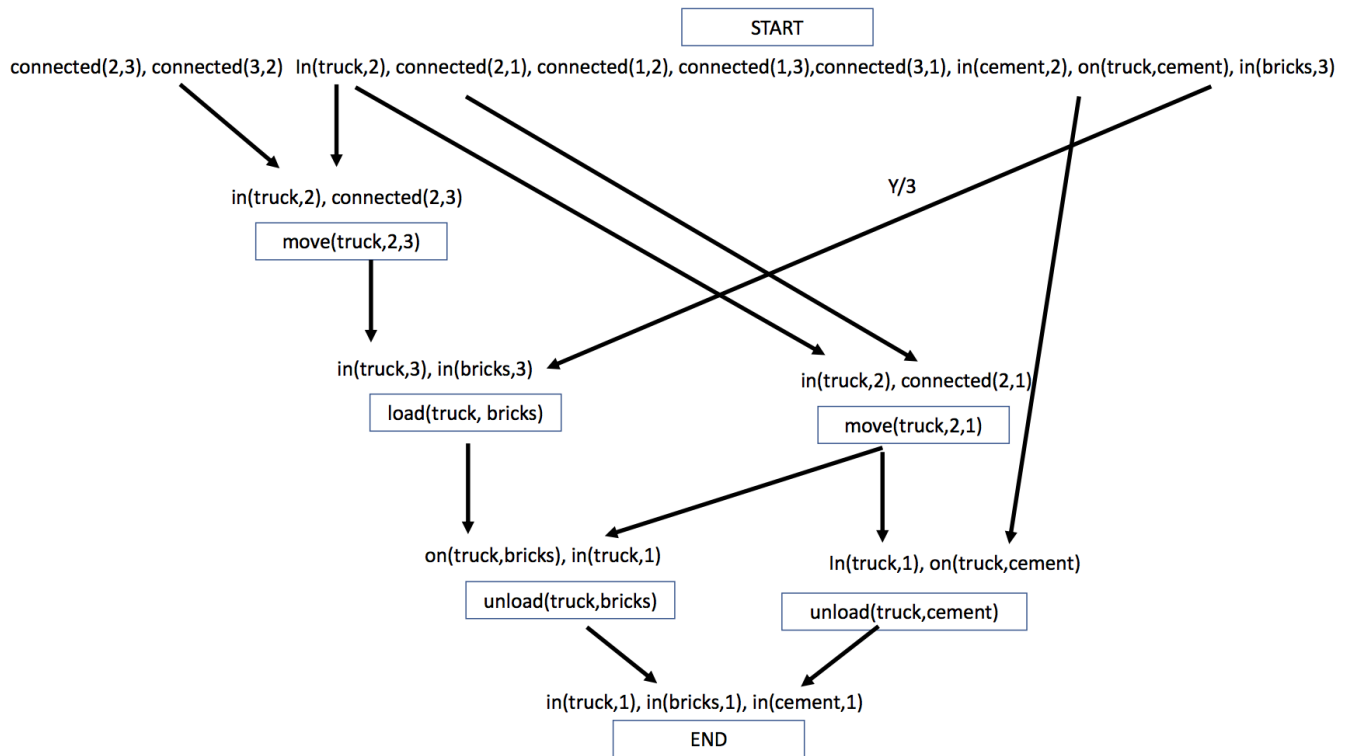 START
connected(2,3), connected(3,2) In(truck,2), connected(2,1), connected(1,2), connected(1,3),connected(3,1), in(cement,2), on(truck,cement), in(bricks,3)
Y/3
in(truck,2), connected(2,3)
move(truck,2,3)
in(truck,3), in(bricks,3)
load(truck, bricks)
in(truck,2), connected(2,1)
move(truck,2,1)
on(truck,bricks), in(truck,1)
unload(truck,bricks)
In(truck,1), on(truck,cement)
unload(truck,cement)
in(truck,1), in(bricks,1), in(cement,1)
END